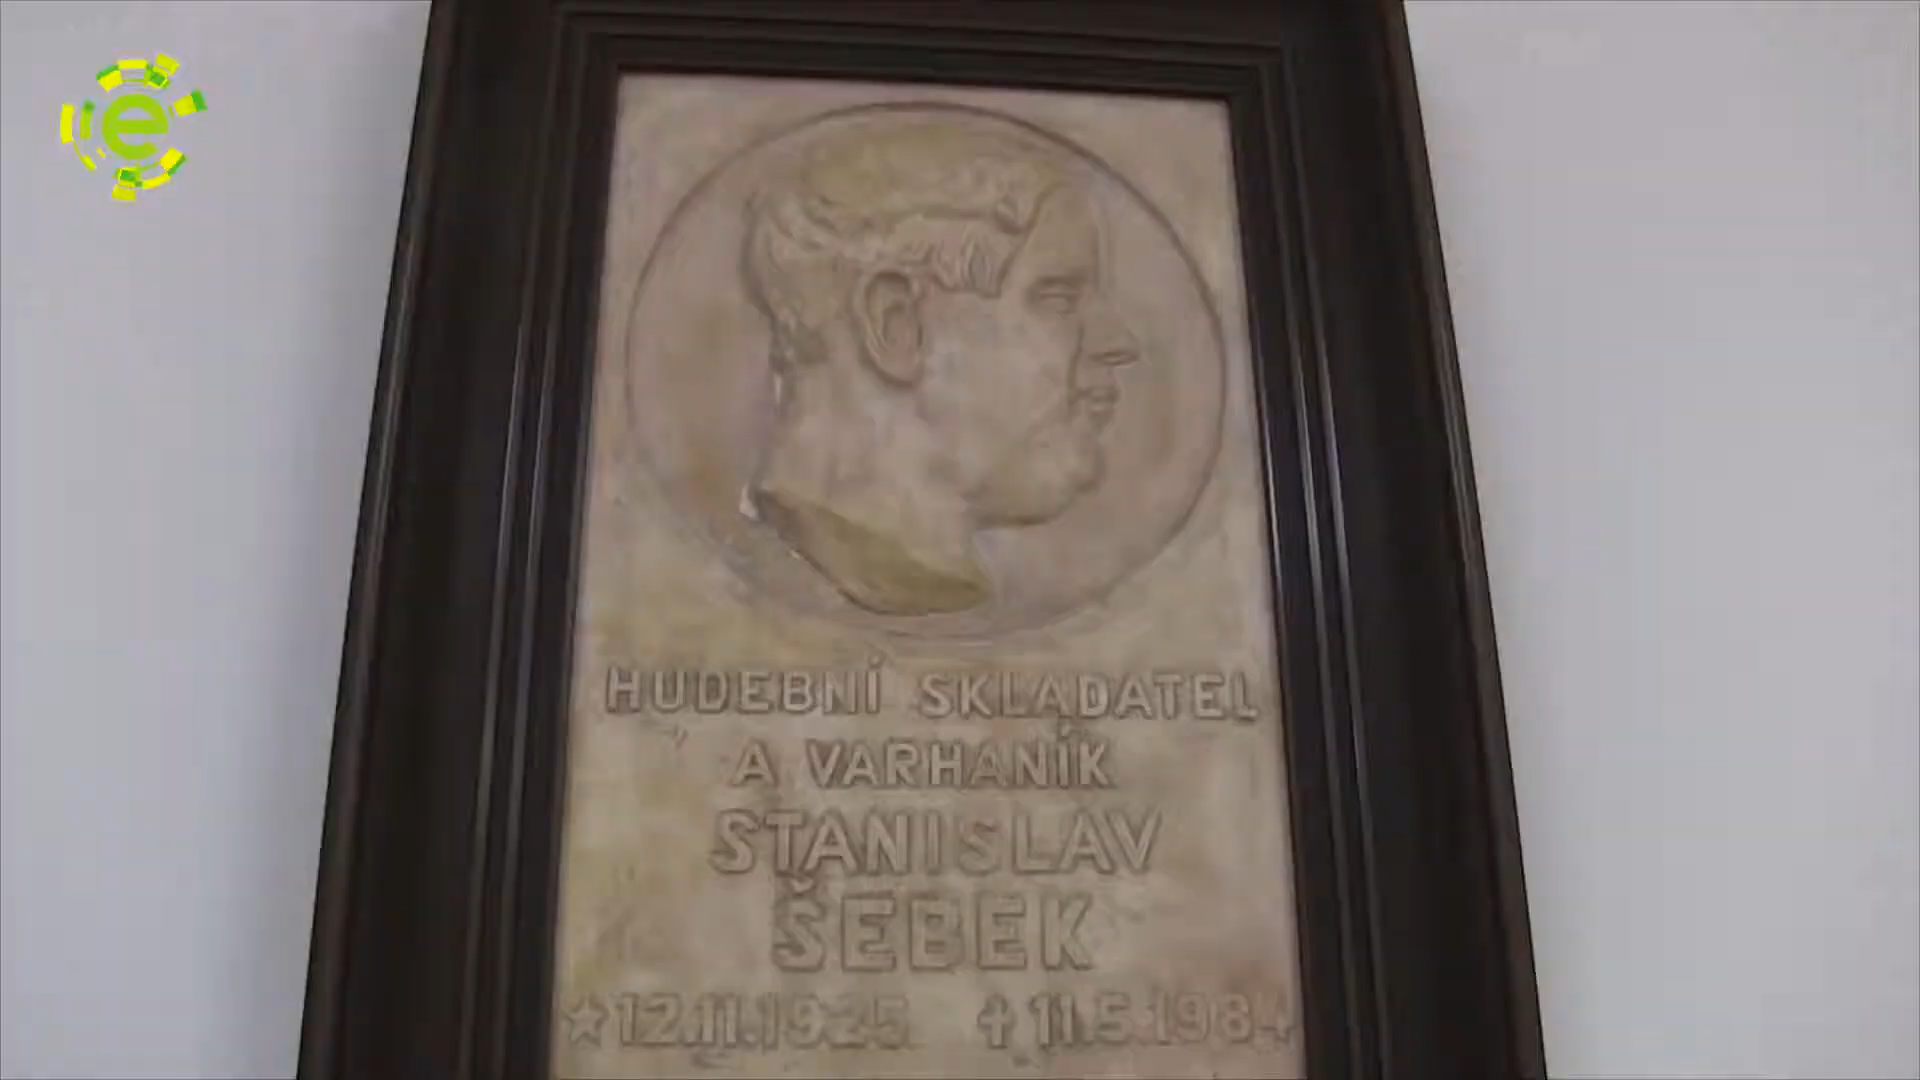 e
HUDEBNÍ SKLADATEL
A VARHANÍK
STANISLAV
ŠEBEK
☆12.11.1925 ✝11.5.1984